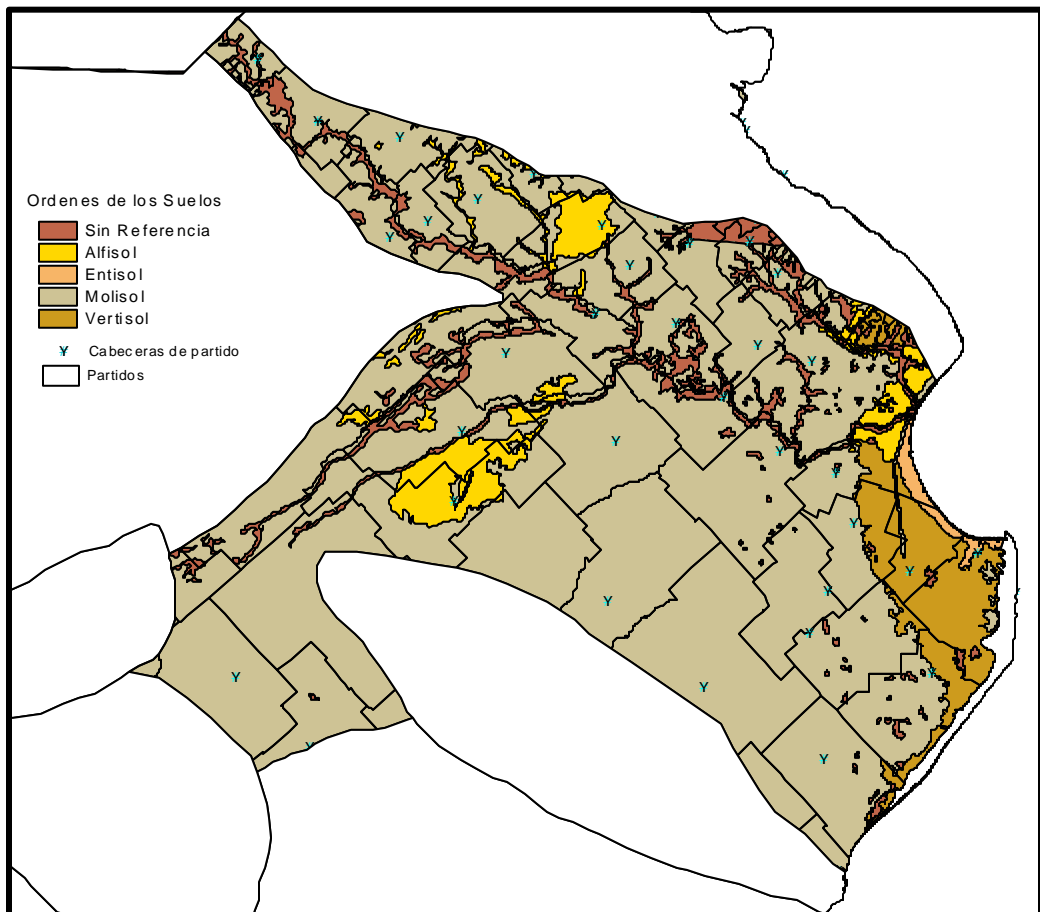 Ordenes de los Suelos
Sin Referencia
Alfisol
Entisol
Molisol
Vertisol
Cabeceras de partido
Partidos